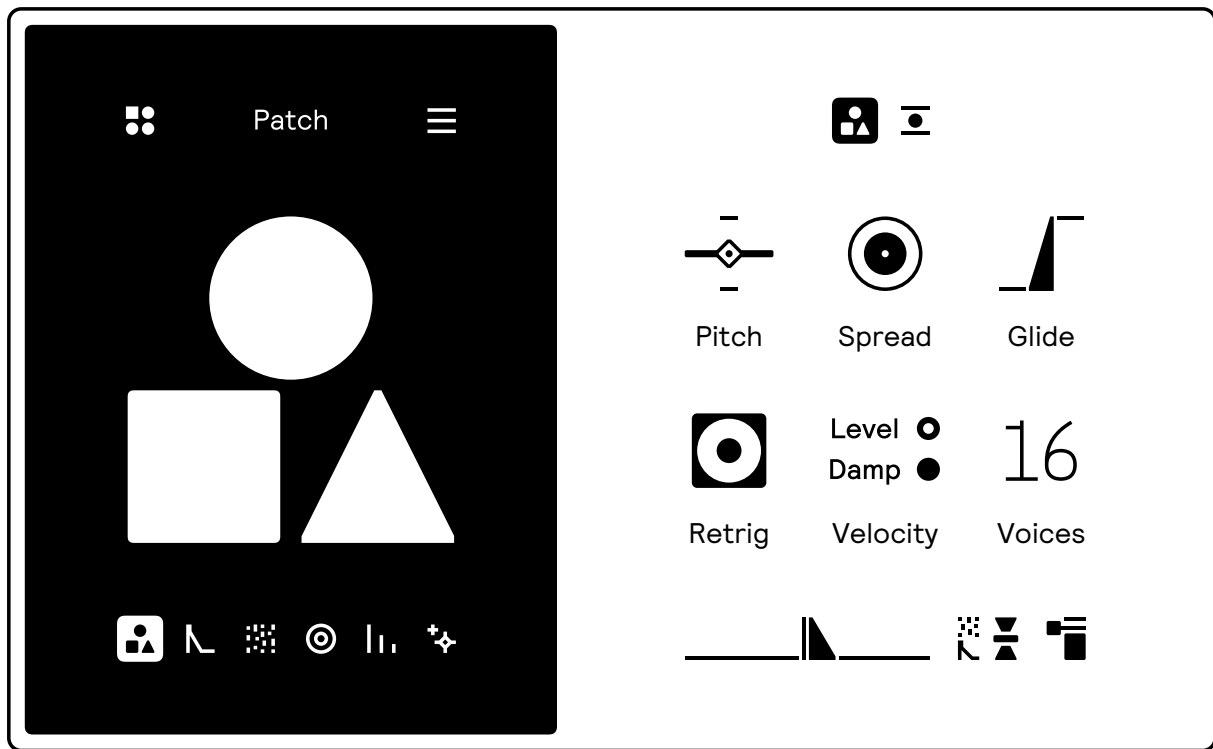 Patch
Pitch
Spread
Glide
Level
Damp
16
Retrig
Velocity
Voices